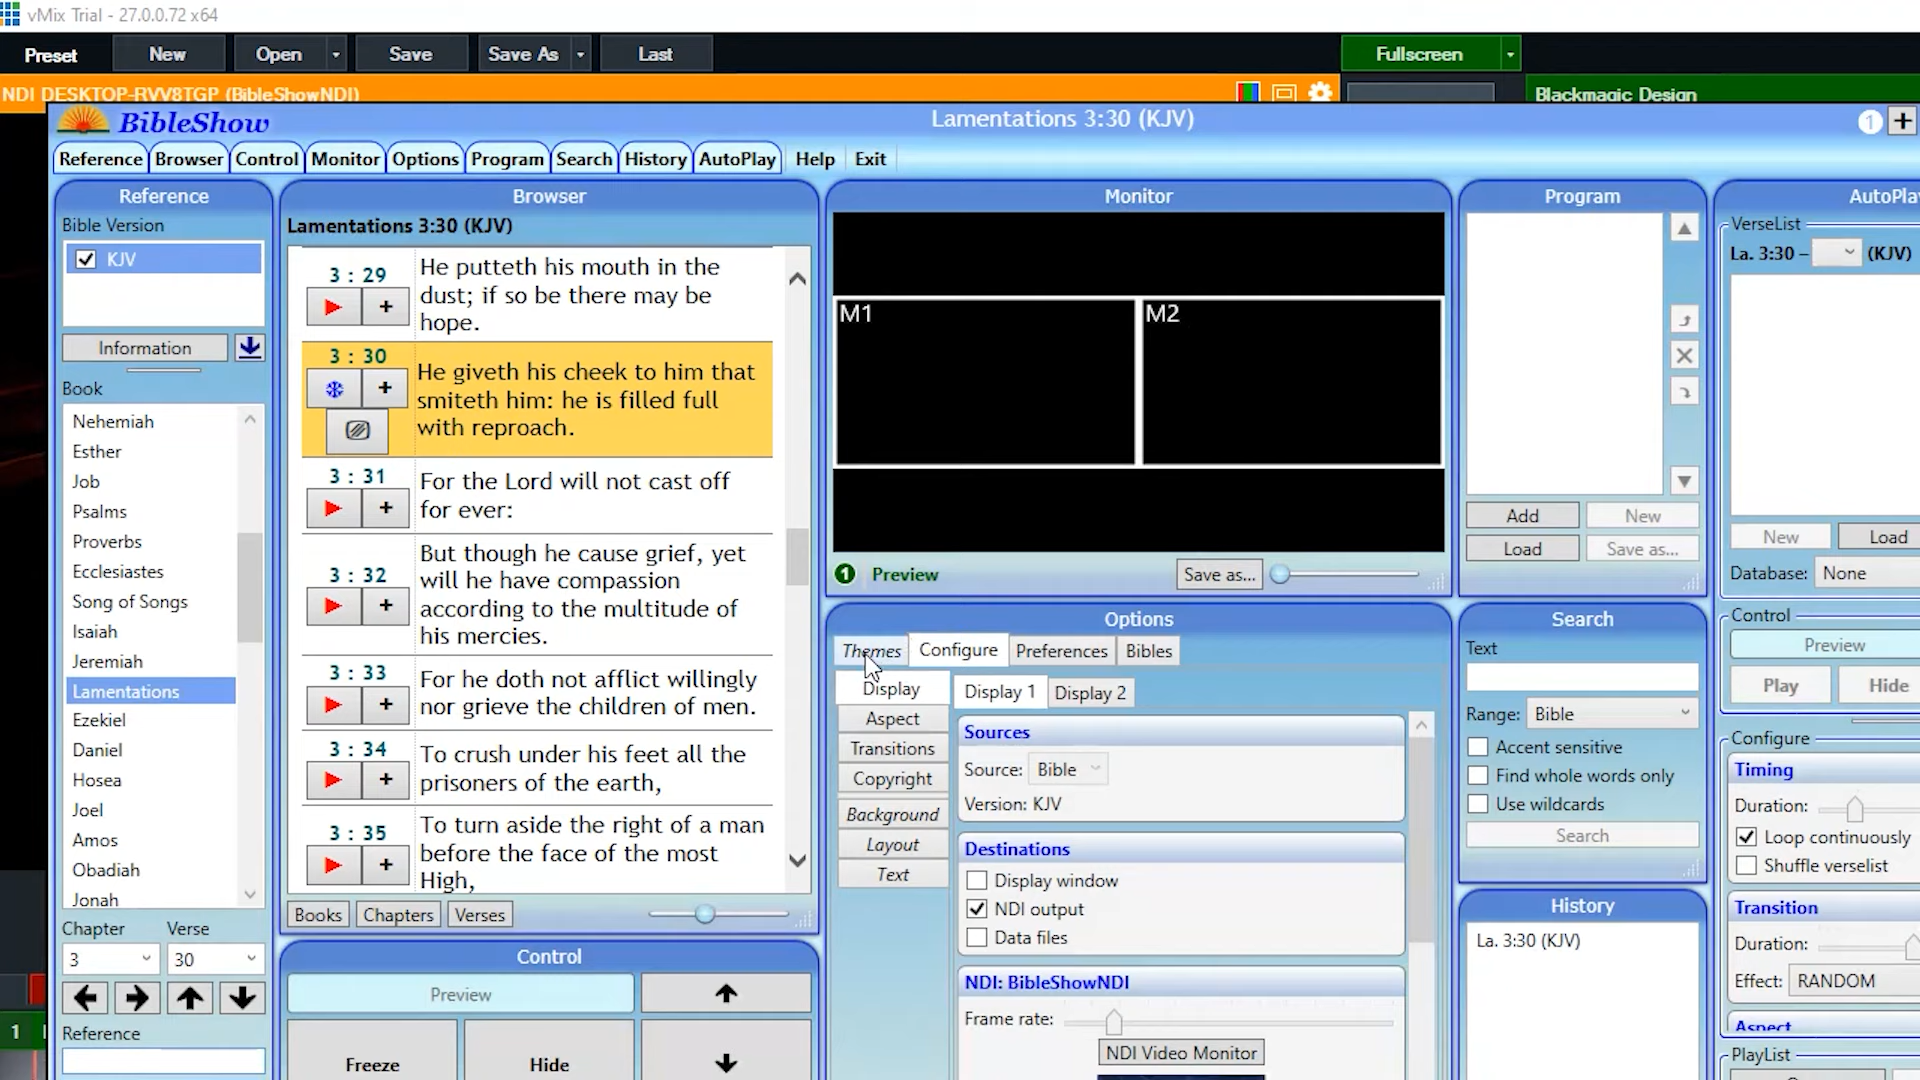 vMix Trial - 27.0.0.72 x64
Preset New Open Save Save As Last Fullscreen
NDI DESKTOP-RVV8TGP (BibleShowNDI)
Blackmagic Design
BibleShow
Lamentations 3:30 (KJV)
1 +
Reference Browser Control Monitor Options Program Search History AutoPlay Help Exit
Reference
Bible Version
KJV
Information
Book
Nehemiah
Esther
Job
Psalms
Proverbs
Ecclesiastes
Song of Songs
Isaiah
Jeremiah
Lamentations
Ezekiel
Daniel
Hosea
Joel
Amos
Obadiah
Jonah
Chapter Verse
3 30
Reference
1
Browser
Lamentations 3:30 (KJV)
3 : 29
+
He putteth his mouth in the
dust; if so be there may be
hope.
3 : 30
+
He giveth his cheek to him that
smiteth him: he is filled full
with reproach.
3 : 31
+
For the Lord will not cast off
for ever:
3 : 32
+
But though he cause grief, yet
will he have compassion
according to the multitude of
his mercies.
3 : 33
+
For he doth not afflict willingly
nor grieve the children of men.
3 : 34
+
To crush under his feet all the
prisoners of the earth,
3 : 35
+
To turn aside the right of a man
before the face of the most
High,
Books Chapters Verses
Control
Preview
Freeze Hide
Monitor
M1 M2
1 Preview Save as...
Options
Themes Configure Preferences Bibles
Display
Aspect
Transitions
Copyright
Background
Layout
Text
Display 1 Display 2
Sources
Source: Bible
Version: KJV
Destinations
Display window
NDI output
Data files
NDI: BibleShowNDI
Frame rate:
NDI Video Monitor
Program
Add New
Load Save as...
Search
Text
Range: Bible
Accent sensitive
Find whole words only
Use wildcards
Search
History
La. 3:30 (KJV)
VerseList
La. 3:30 – (KJV)
New Load
Database: None
Control
Preview
Play Hide
Configure
Timing
Duration:
Loop continuously
Shuffle verselist
Transition
Duration:
Effect: RANDOM
Aspect
PlayList